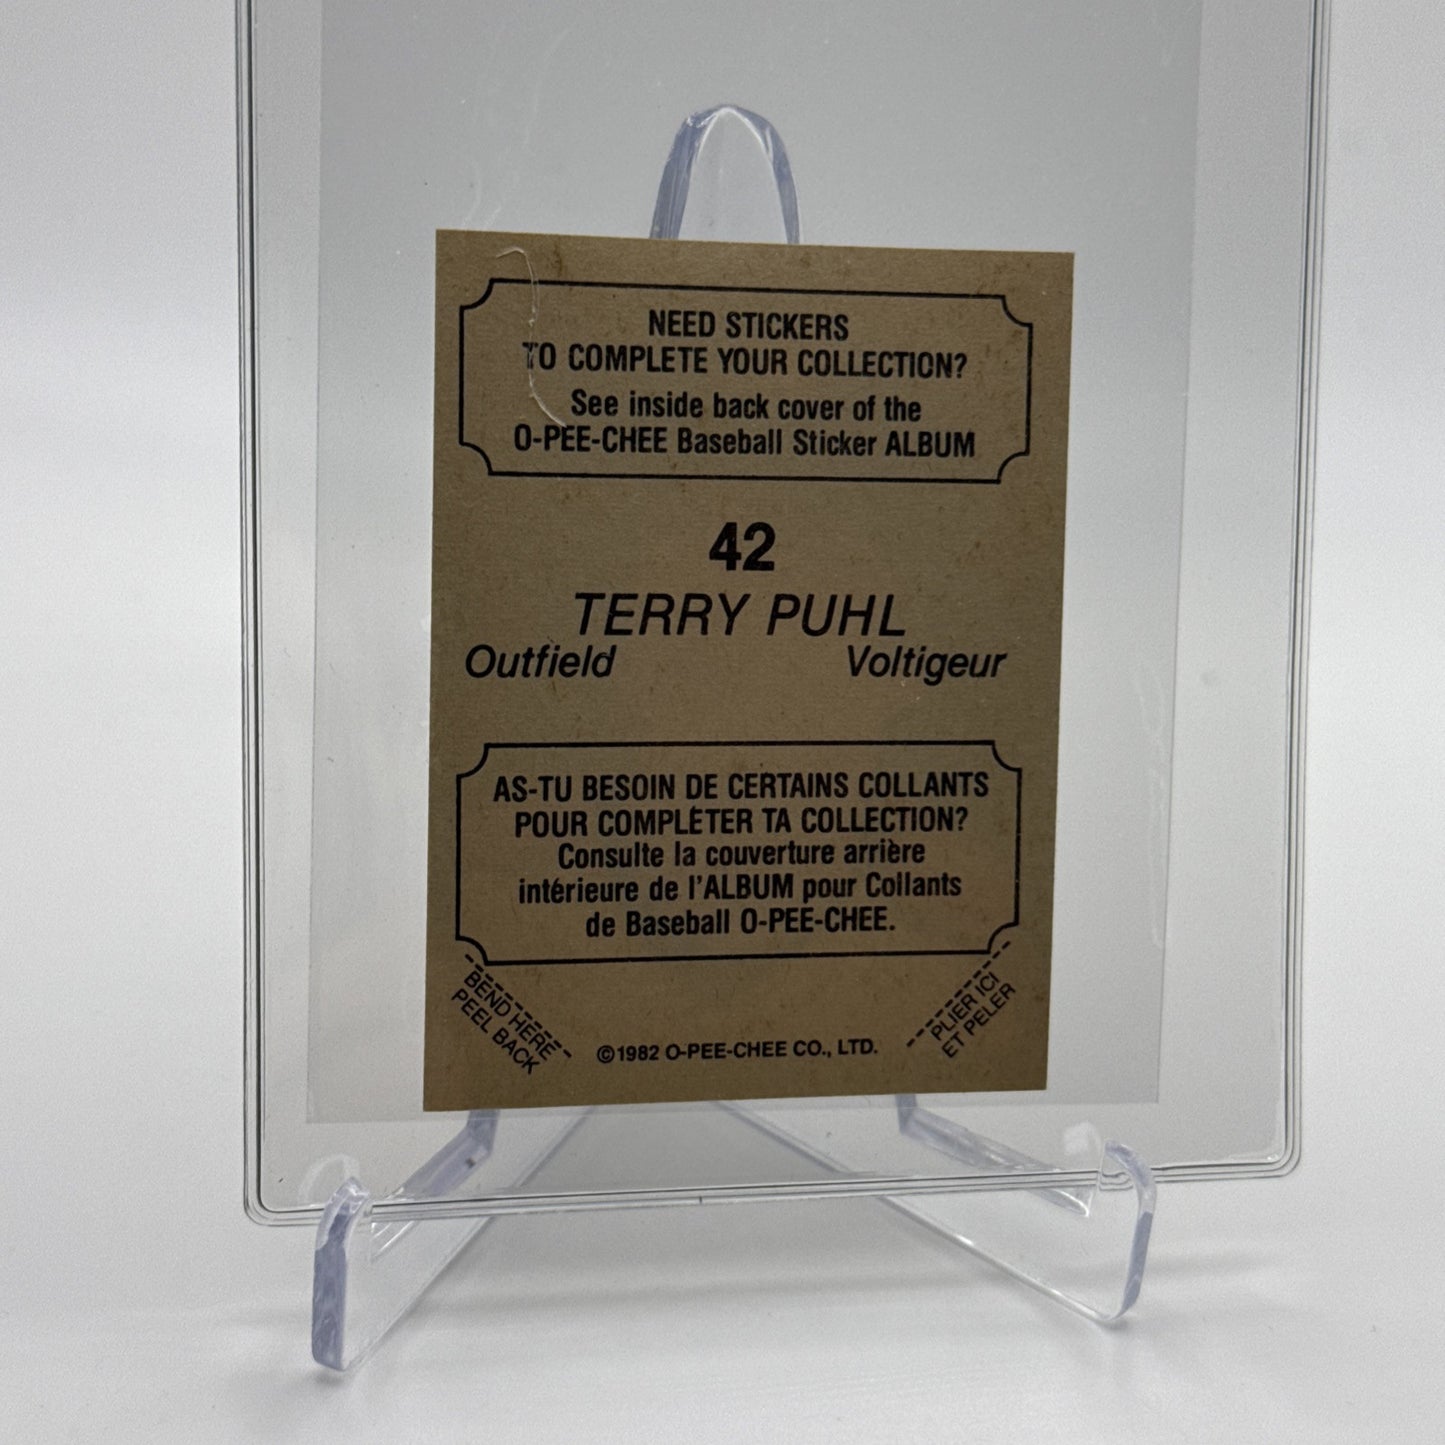 NEED STICKERS
TO COMPLETE YOUR COLLECTION?
See inside back cover of the
O-PEE-CHEE Baseball Sticker ALBUM
42
TERRY PUHL
Outfield Voltigeur
AS-TU BESOIN DE CERTAINS COLLANTS
POUR COMPLÉTER TA COLLECTION?
Consulte la couverture arrière
intérieure de l'ALBUM pour Collants
de Baseball O-PEE-CHEE.
BEND HERE
PEEL BACK
©1982 O-PEE-CHEE CO., LTD.
PLIER ICI
ET PELER